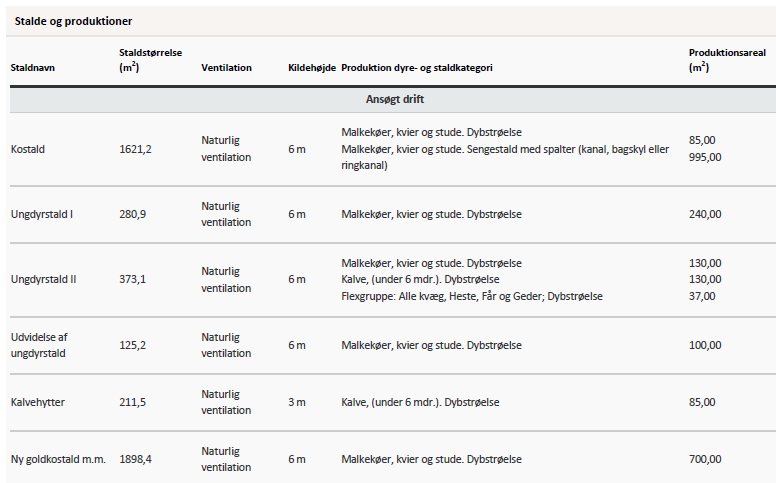 Stalde og produktioner
Staldnavn Staldstørrelse (m²) Ventilation Kildehøjde Produktion dyre- og staldkategori Produktionsareal (m²)
Ansøgt drift
Kostald 1621,2 Naturlig ventilation 6 m Malkekøer, kvier og stude. Dybstrøelse 85,00
Malkekøer, kvier og stude. Sengestald med spalter (kanal, bagskyl eller 995,00
ringkanal)
Ungdyrstald I 280,9 Naturlig ventilation 6 m Malkekøer, kvier og stude. Dybstrøelse 240,00
Ungdyrstald II 373,1 Naturlig ventilation 6 m Malkekøer, kvier og stude. Dybstrøelse 130,00
Kalve, (under 6 mdr.). Dybstrøelse 130,00
Flexgruppe: Alle kvæg, Heste, Får og Geder; Dybstrøelse 37,00
Udvidelse af ungdyrstald 125,2 Naturlig ventilation 6 m Malkekøer, kvier og stude. Dybstrøelse 100,00
Kalvehytter 211,5 Naturlig ventilation 3 m Kalve, (under 6 mdr.). Dybstrøelse 85,00
Ny goldkostald m.m. 1898,4 Naturlig ventilation 6 m Malkekøer, kvier og stude. Dybstrøelse 700,00